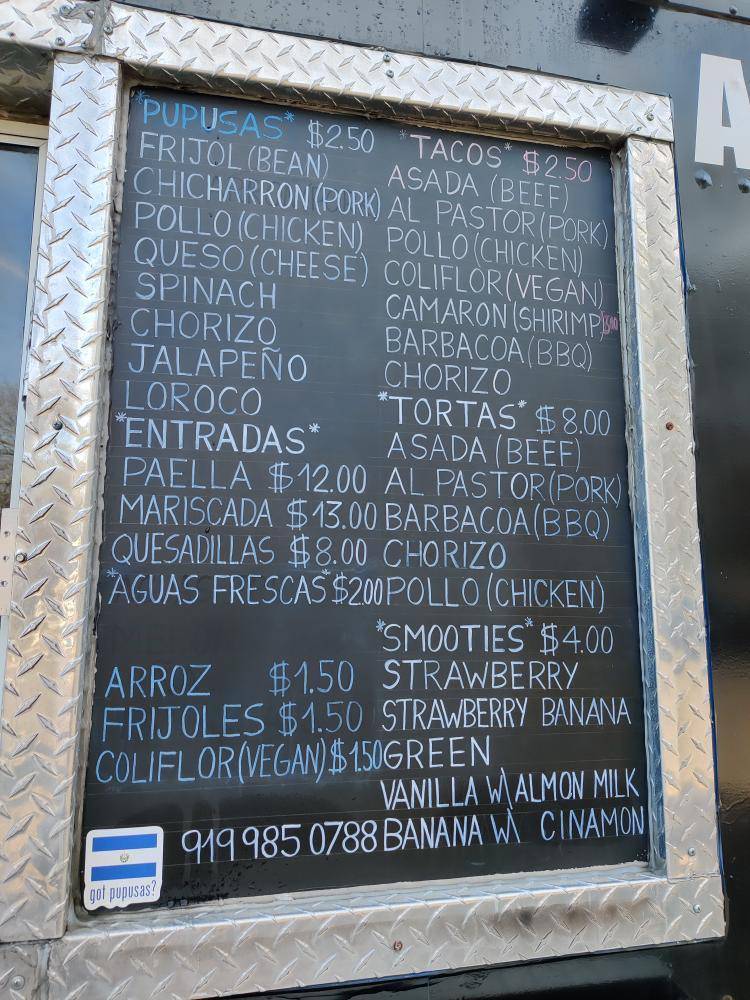 *PUPUSAS* $2.50
FRIJOL (BEAN)
CHICHARRON (PORK)
POLLO (CHICKEN)
QUESO (CHEESE)
SPINACH
CHORIZO
JALAPEÑO
LOROCO
*ENTRADAS*
PAELLA $12.00
MARISCADA $13.00
QUESADILLAS $8.00
*AGUAS FRESCAS* $2.00
ARROZ $1.50
FRIJOLES $1.50
COLIFLOR (VEGAN) $1.50
919 985 0788
got pupusas?
*TACOS* $2.50
ASADA (BEEF)
AL PASTOR (PORK)
POLLO (CHICKEN)
COLIFLOR (VEGAN)
CAMARON (SHIRIMP)
BARBACOA (BBQ)
CHORIZO
*TORTAS* $8.00
ASADA (BEEF)
AL PASTOR (PORK)
BARBACOA (BBQ)
CHORIZO
POLLO (CHICKEN)
*SMOOTIES* $4.00
STRAWBERRY
STRAWBERRY BANANA
GREEN
VANILLA W\ ALMON MILK
BANANA W\ CINAMON
A